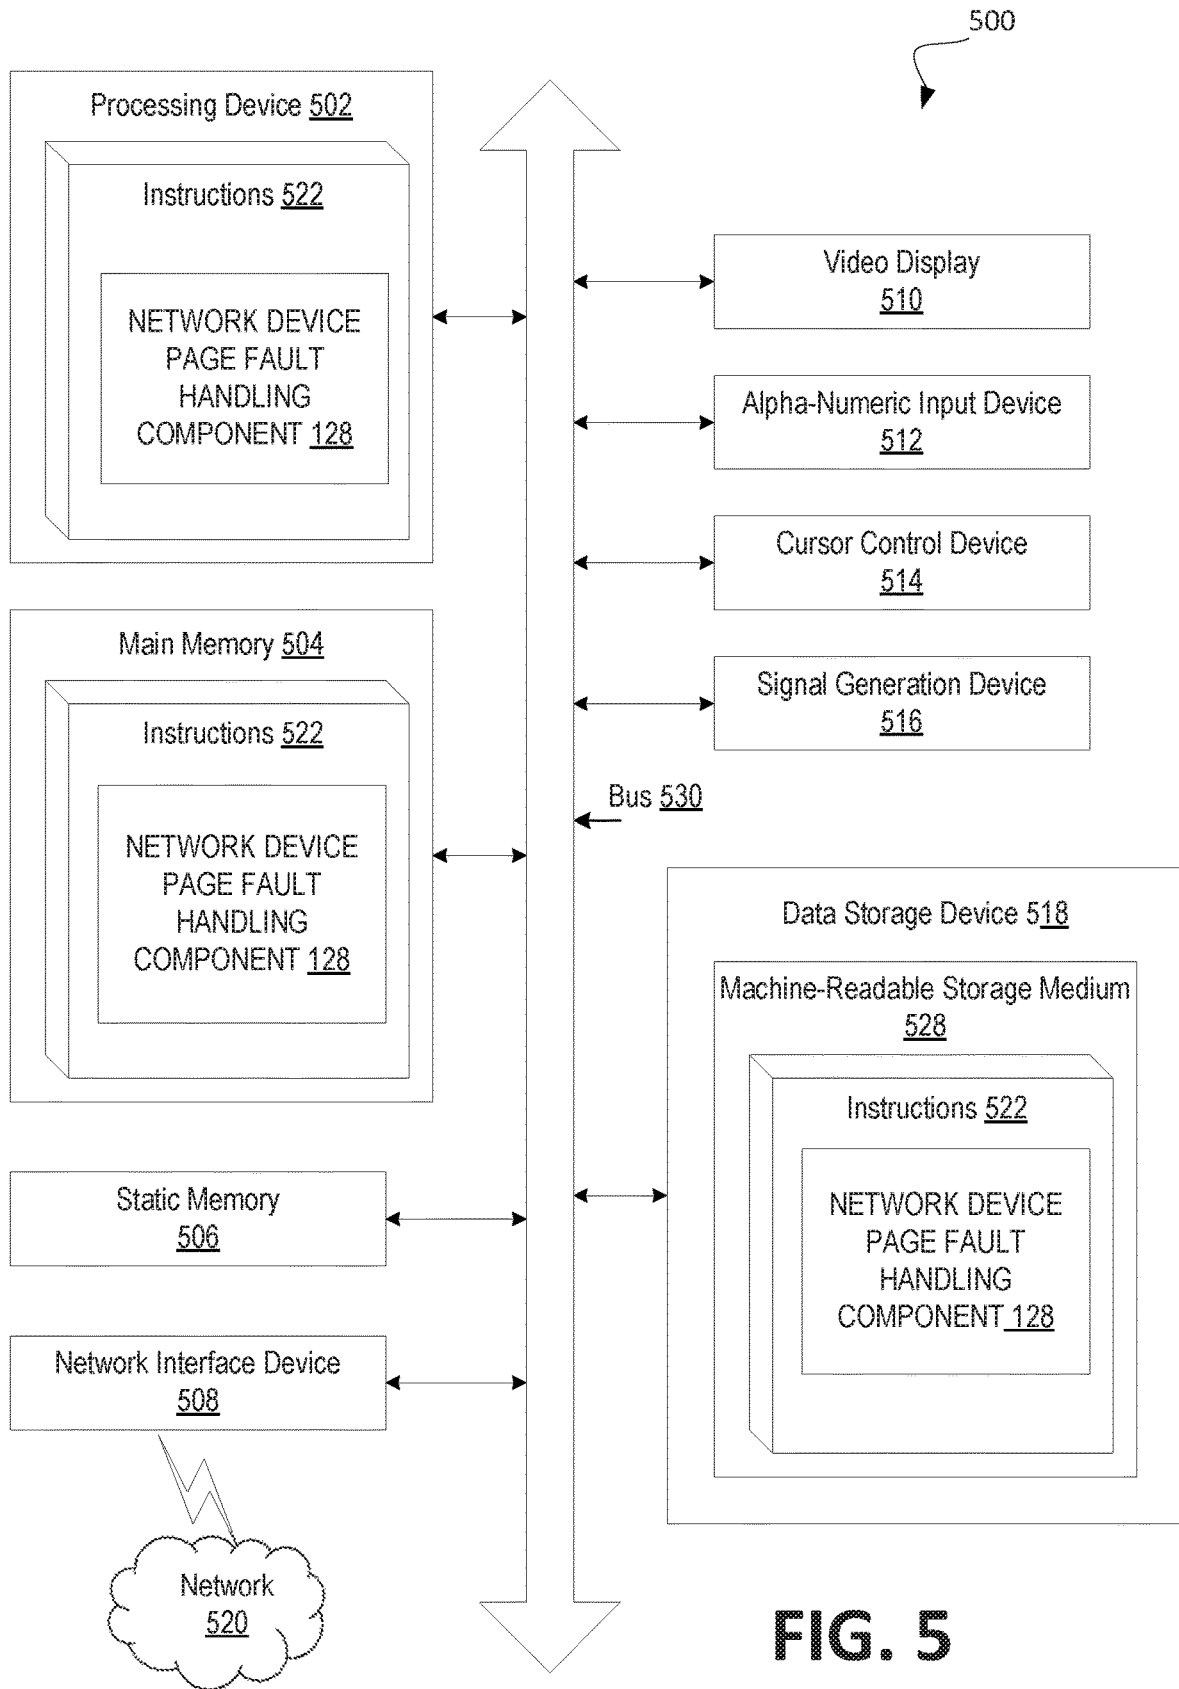 500
Processing Device 502
Instructions 522
NETWORK DEVICE
PAGE FAULT
HANDLING
COMPONENT 128
Main Memory 504
Instructions 522
NETWORK DEVICE
PAGE FAULT
HANDLING
COMPONENT 128
Static Memory
506
Network Interface Device
508
Network
520
Video Display
510
Alpha-Numeric Input Device
512
Cursor Control Device
514
Signal Generation Device
516
Bus 530
Data Storage Device 518
Machine-Readable Storage Medium
528
Instructions 522
NETWORK DEVICE
PAGE FAULT
HANDLING
COMPONENT 128
FIG. 5